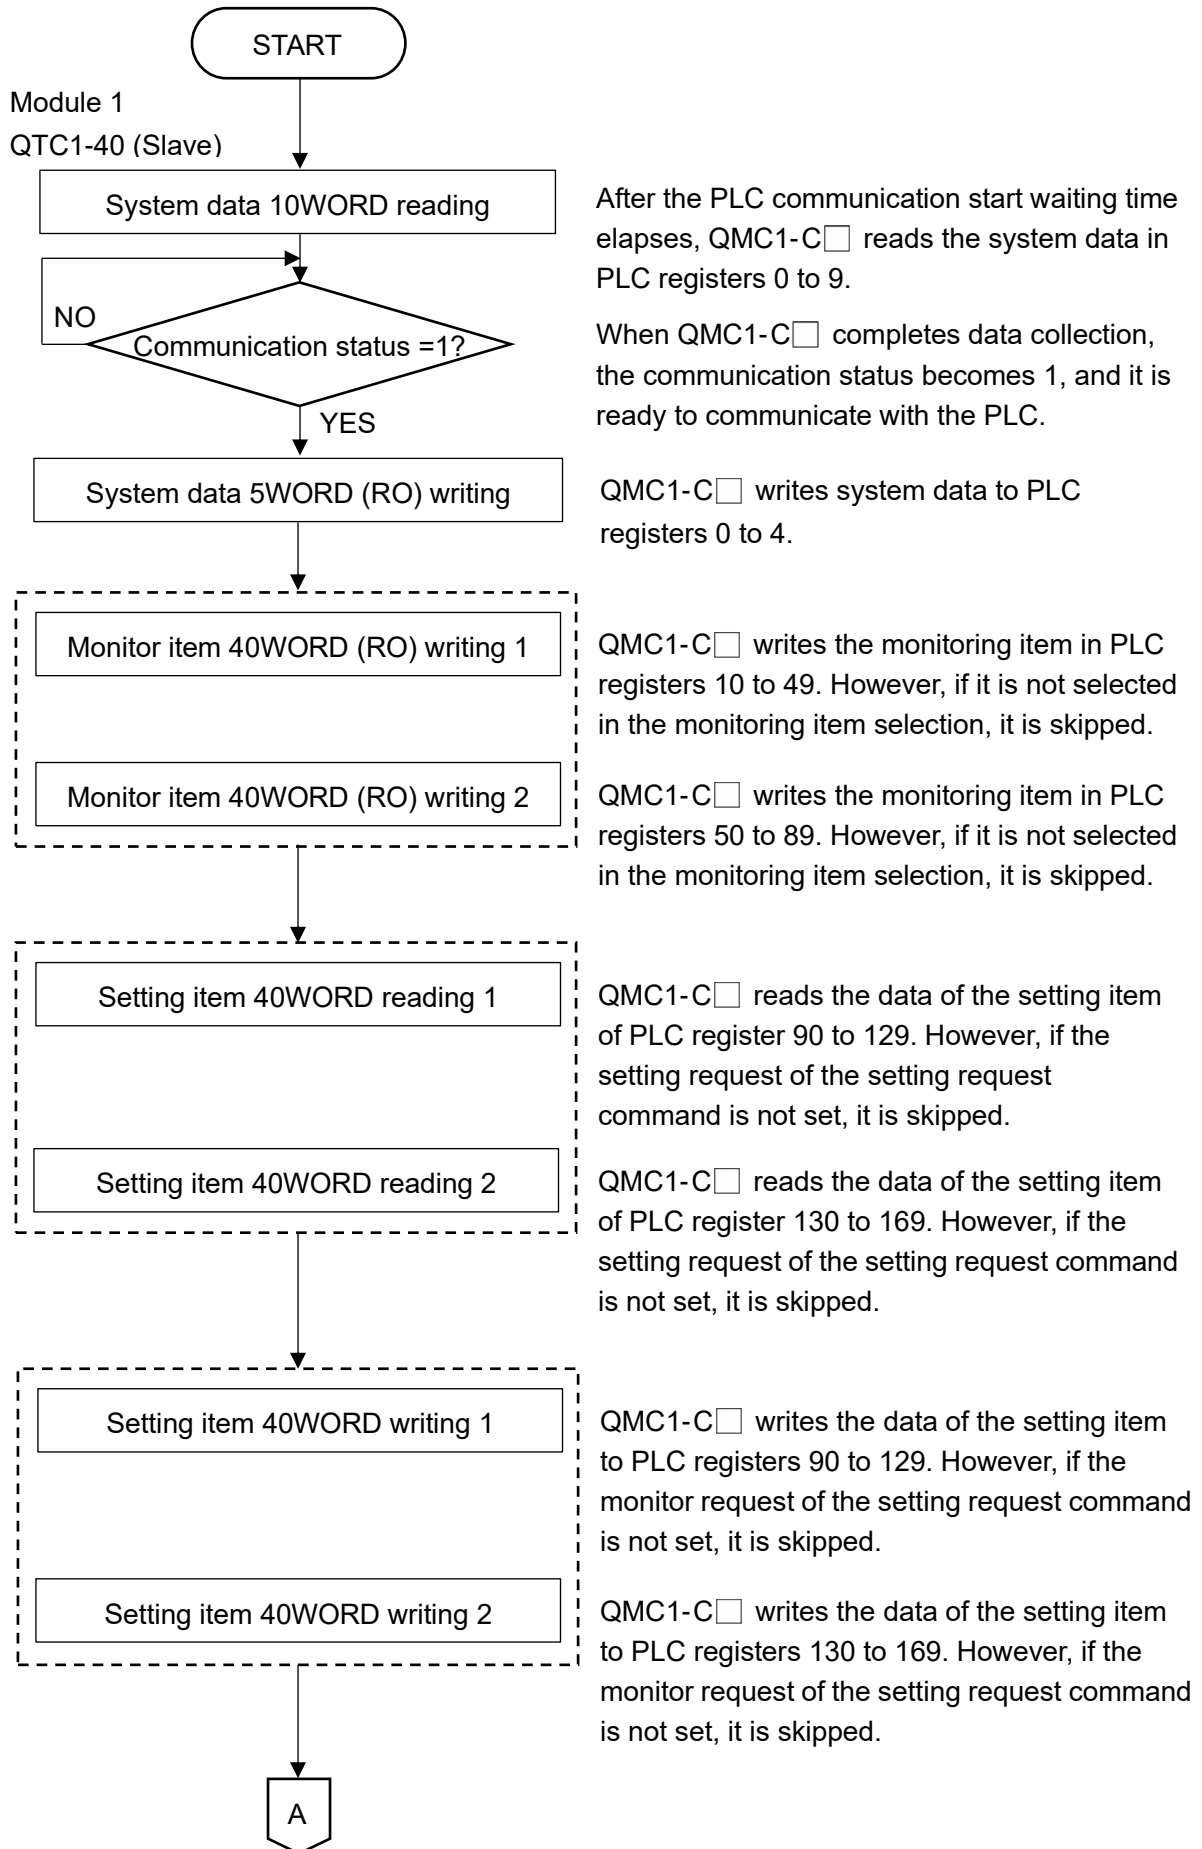 START
Module 1
QTC1-40 (Slave)
System data 10WORD reading
After the PLC communication start waiting time
elapses, QMC1-C□ reads the system data in
PLC registers 0 to 9.
NO
Communication status =1?
When QMC1-C□ completes data collection,
the communication status becomes 1, and it is
ready to communicate with the PLC.
YES
System data 5WORD (RO) writing
QMC1-C□ writes system data to PLC
registers 0 to 4.
Monitor item 40WORD (RO) writing 1
QMC1-C□ writes the monitoring item in PLC
registers 10 to 49. However, if it is not selected
in the monitoring item selection, it is skipped.
Monitor item 40WORD (RO) writing 2
QMC1-C□ writes the monitoring item in PLC
registers 50 to 89. However, if it is not selected
in the monitoring item selection, it is skipped.
Setting item 40WORD reading 1
QMC1-C□ reads the data of the setting item
of PLC register 90 to 129. However, if the
setting request of the setting request
command is not set, it is skipped.
Setting item 40WORD reading 2
QMC1-C□ reads the data of the setting item
of PLC register 130 to 169. However, if the
setting request of the setting request command
is not set, it is skipped.
Setting item 40WORD writing 1
QMC1-C□ writes the data of the setting item
to PLC registers 90 to 129. However, if the
monitor request of the setting request command
is not set, it is skipped.
Setting item 40WORD writing 2
QMC1-C□ writes the data of the setting item
to PLC registers 130 to 169. However, if the
monitor request of the setting request command
is not set, it is skipped.
A